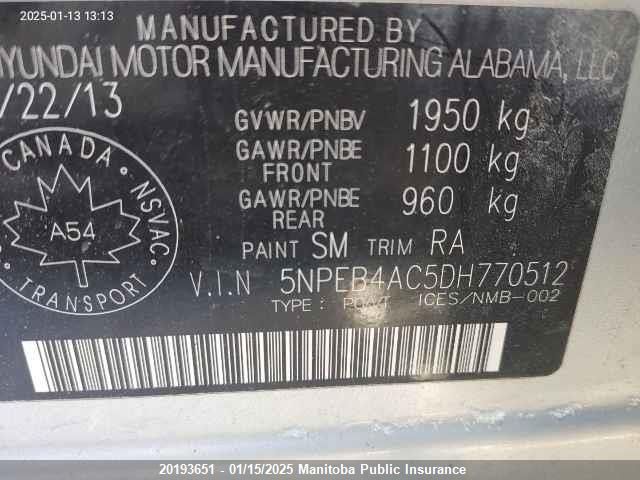 2025-01-13 13:13
MANUFACTURED BY
HYUNDAI MOTOR MANUFACTURING ALABAMA, LLC
/22/13
GVWR/PNBV 1950 kg
GAWR/PNBE FRONT 1100 kg
GAWR/PNBE REAR 960 kg
PAINT SM TRIM RA
CANADA NSVAC
A54
TRANSPORT
V.I.N 5NPEB4AC5DH770512
TYPE: ICES/NMB-002
20193651 - 01/15/2025 Manitoba Public Insurance